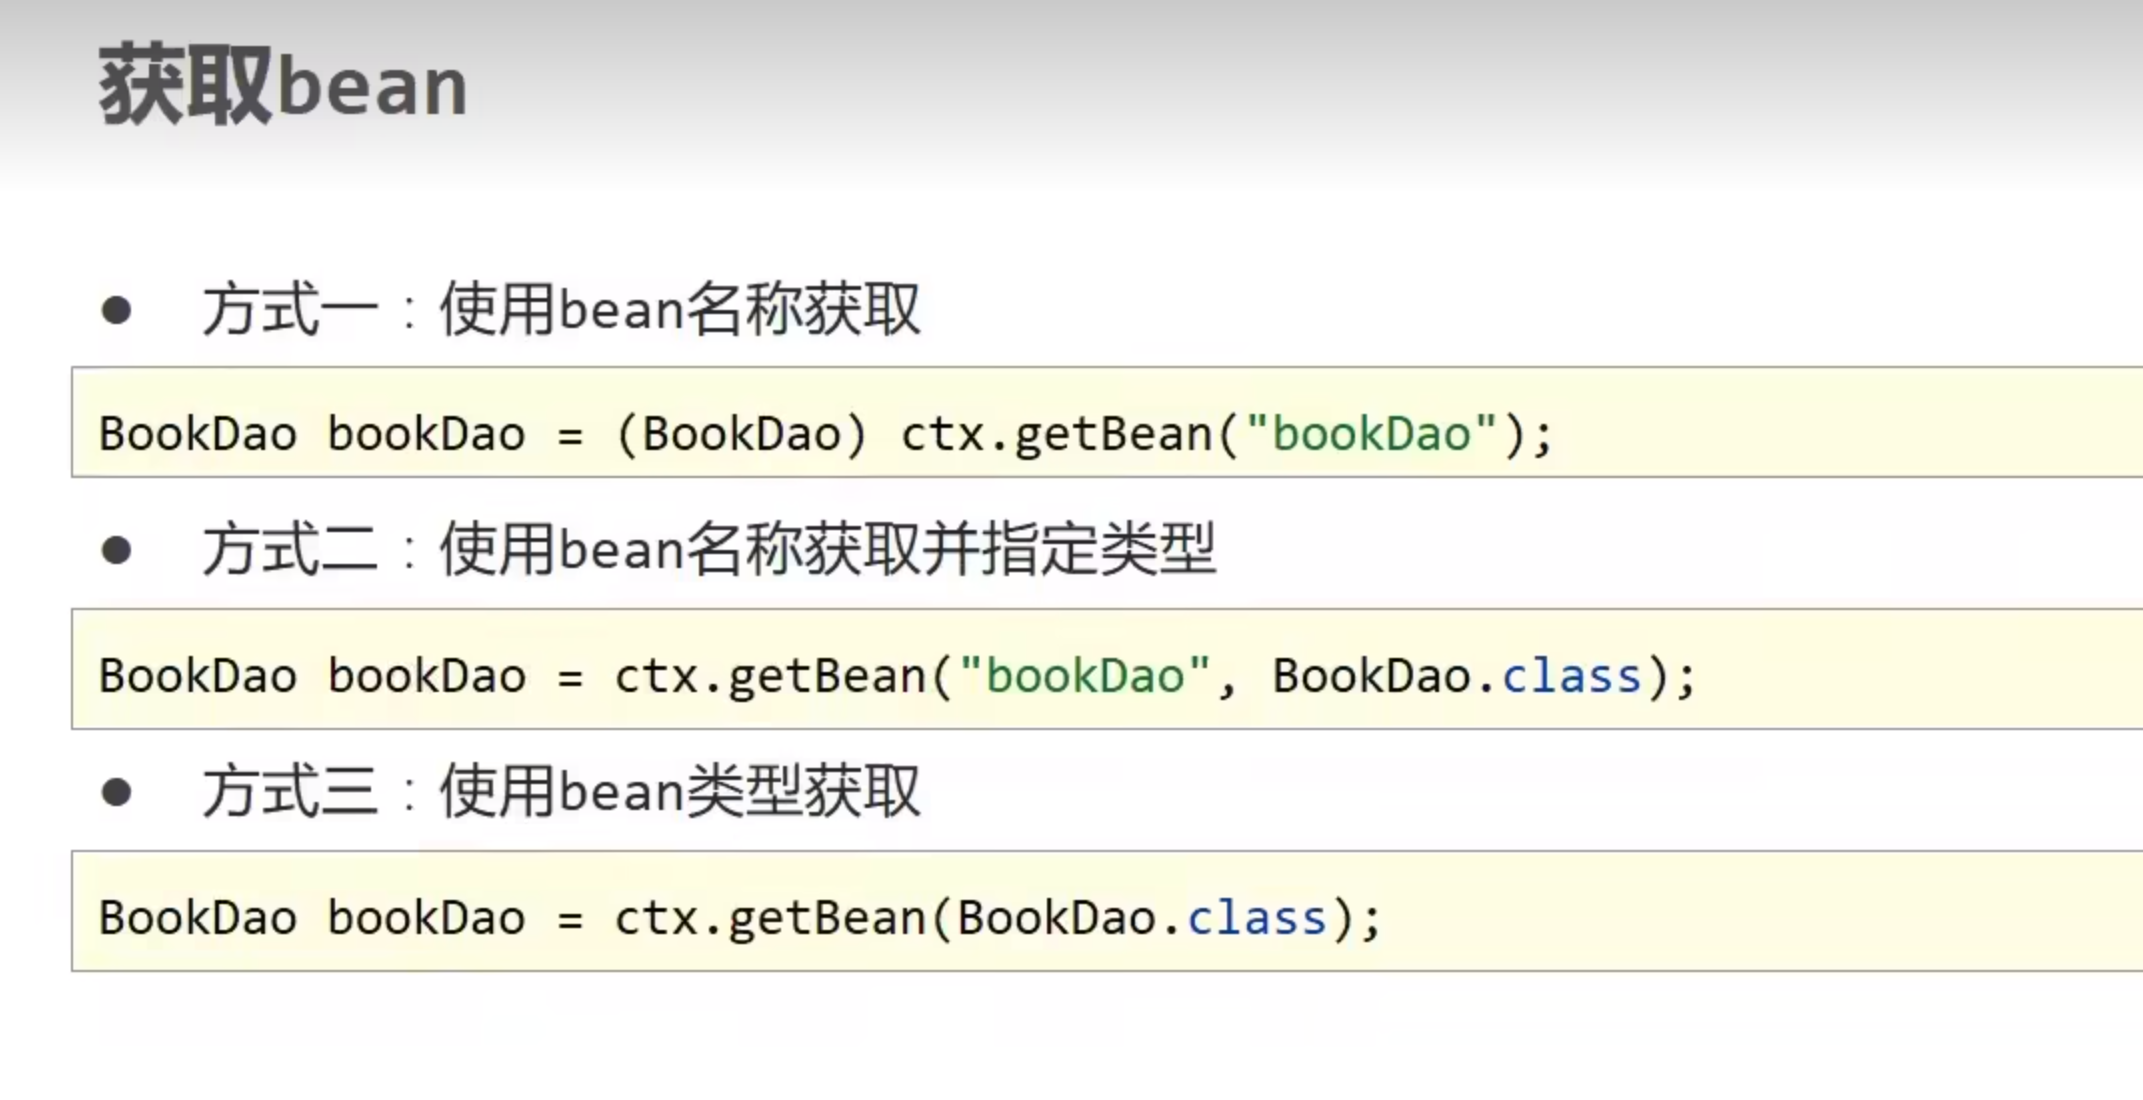 获取bean
● 方式一：使用bean名称获取
BookDao bookDao = (BookDao) ctx.getBean("bookDao");
● 方式二：使用bean名称获取并指定类型
BookDao bookDao = ctx.getBean("bookDao", BookDao.class);
● 方式三：使用bean类型获取
BookDao bookDao = ctx.getBean(BookDao.class);